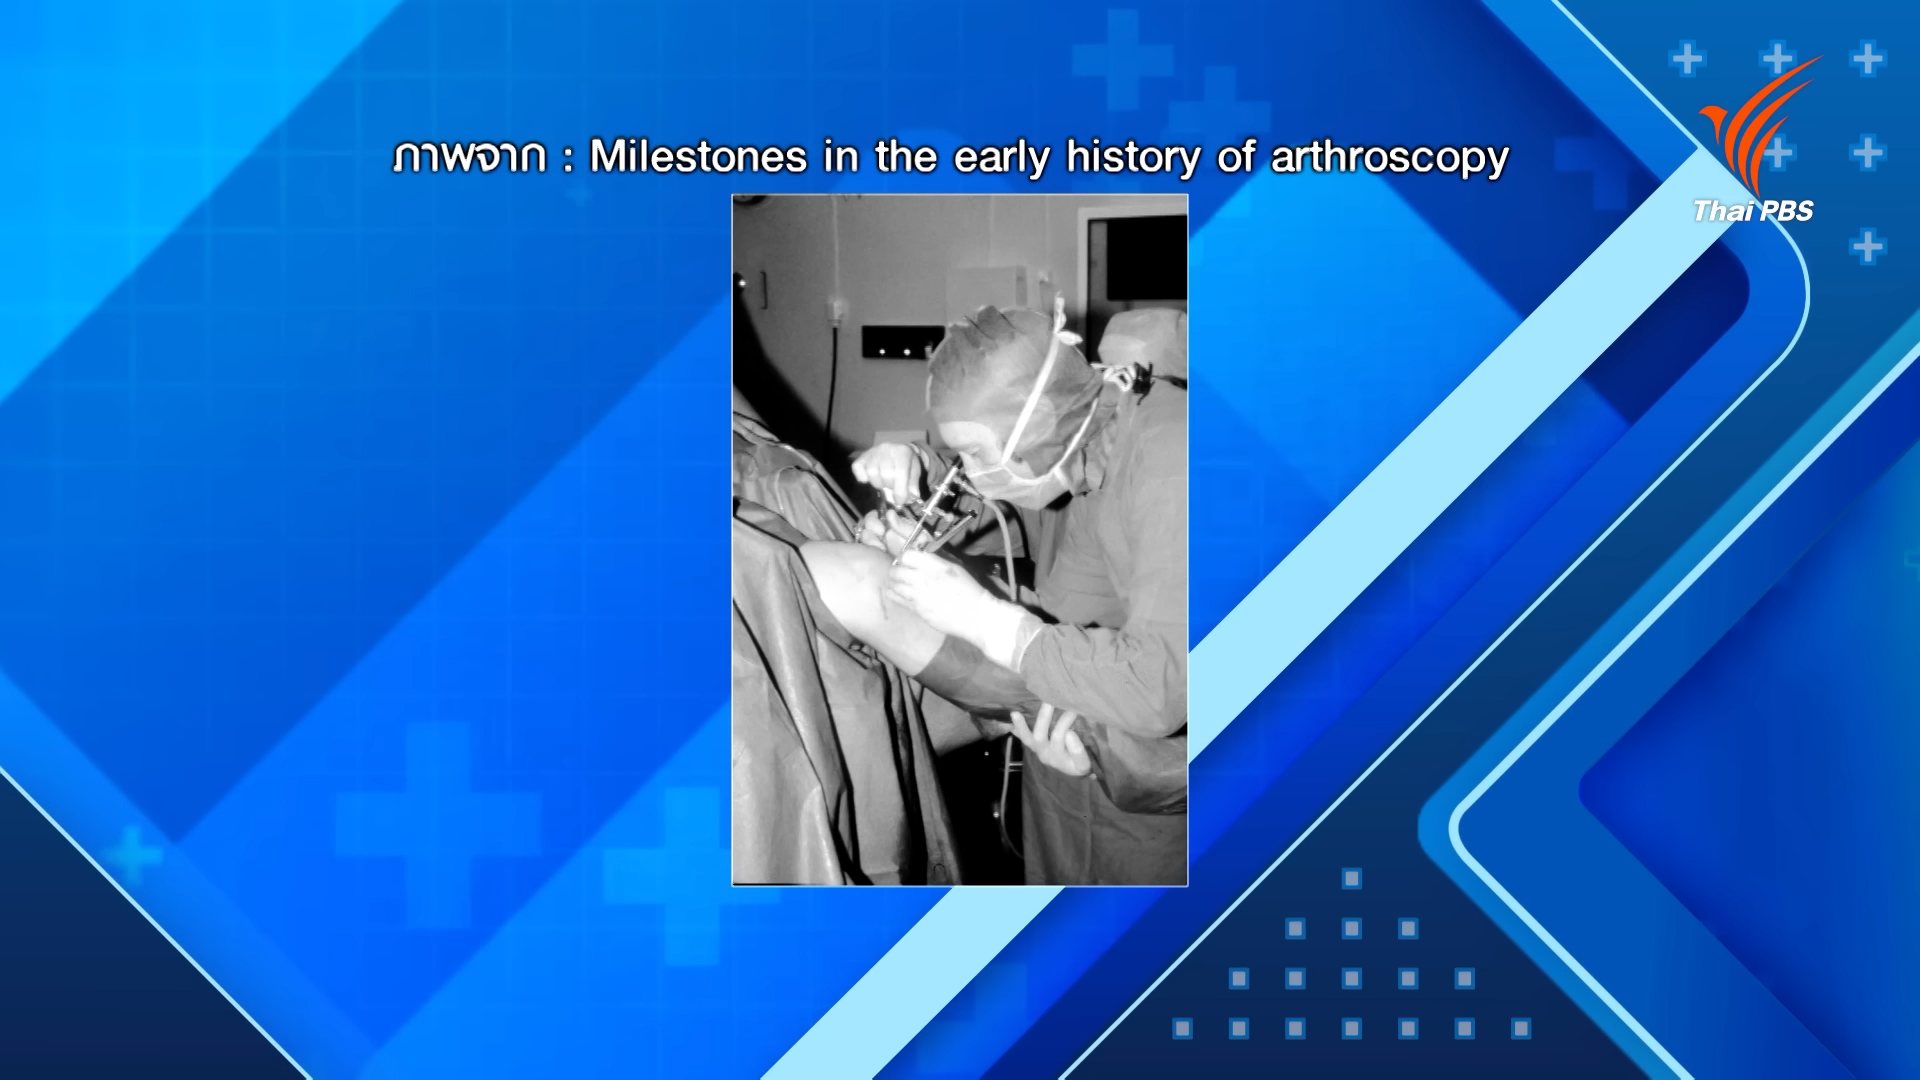 ภาพจาก : Milestones in the early history of arthroscopy
Thai PBS